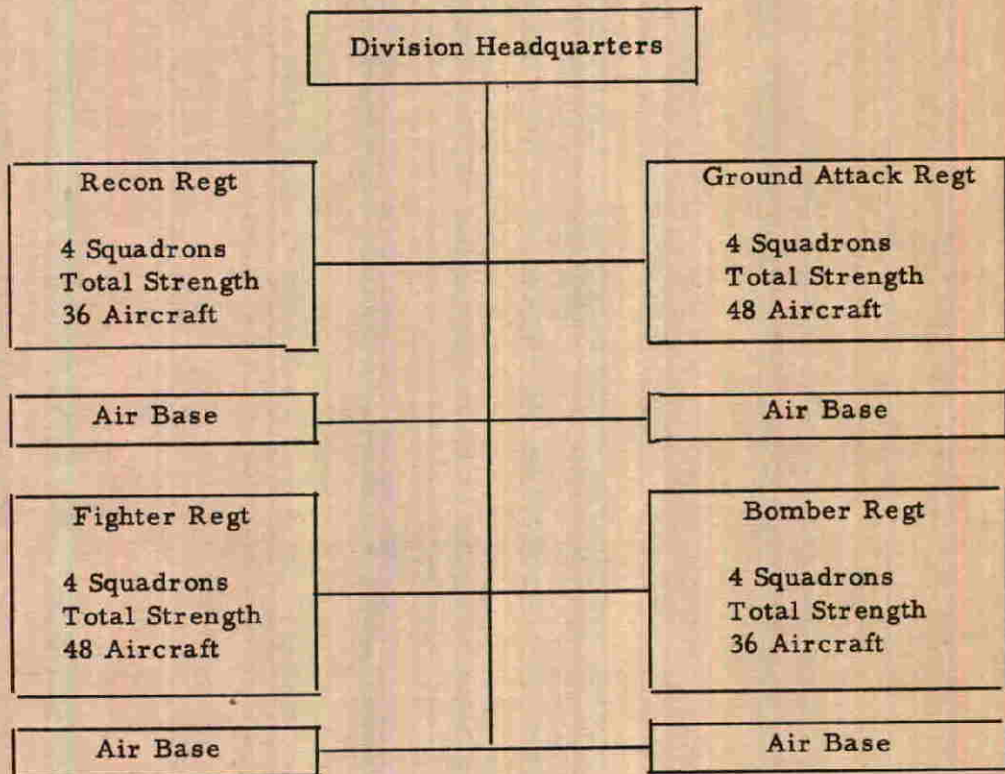 Division Headquarters
Recon Regt
4 Squadrons
Total Strength
36 Aircraft
Ground Attack Regt
4 Squadrons
Total Strength
48 Aircraft
Air Base
Air Base
Fighter Regt
4 Squadrons
Total Strength
48 Aircraft
Bomber Regt
4 Squadrons
Total Strength
36 Aircraft
Air Base
Air Base